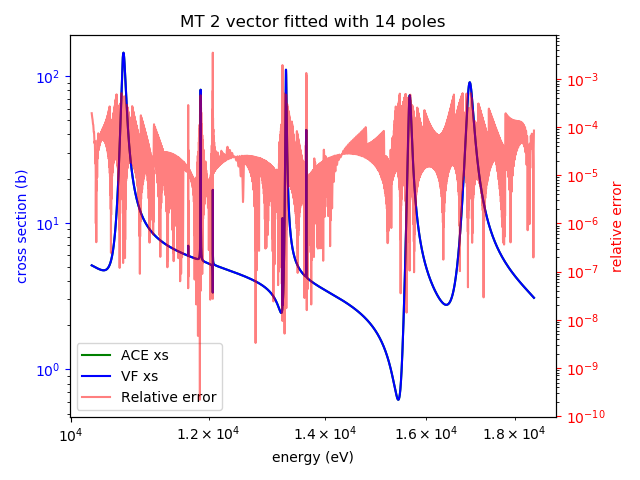 MT 2 vector fitted with 14 poles
cross section (b)
10²
10¹
10⁰
10⁻³
10⁻⁴
10⁻⁵
10⁻⁶
10⁻⁷
10⁻⁸
10⁻⁹
10⁻¹⁰
relative error
ACE xs
VF xs
Relative error
10⁴
1.2 × 10⁴
1.4 × 10⁴
1.6 × 10⁴
1.8 × 10⁴
energy (eV)